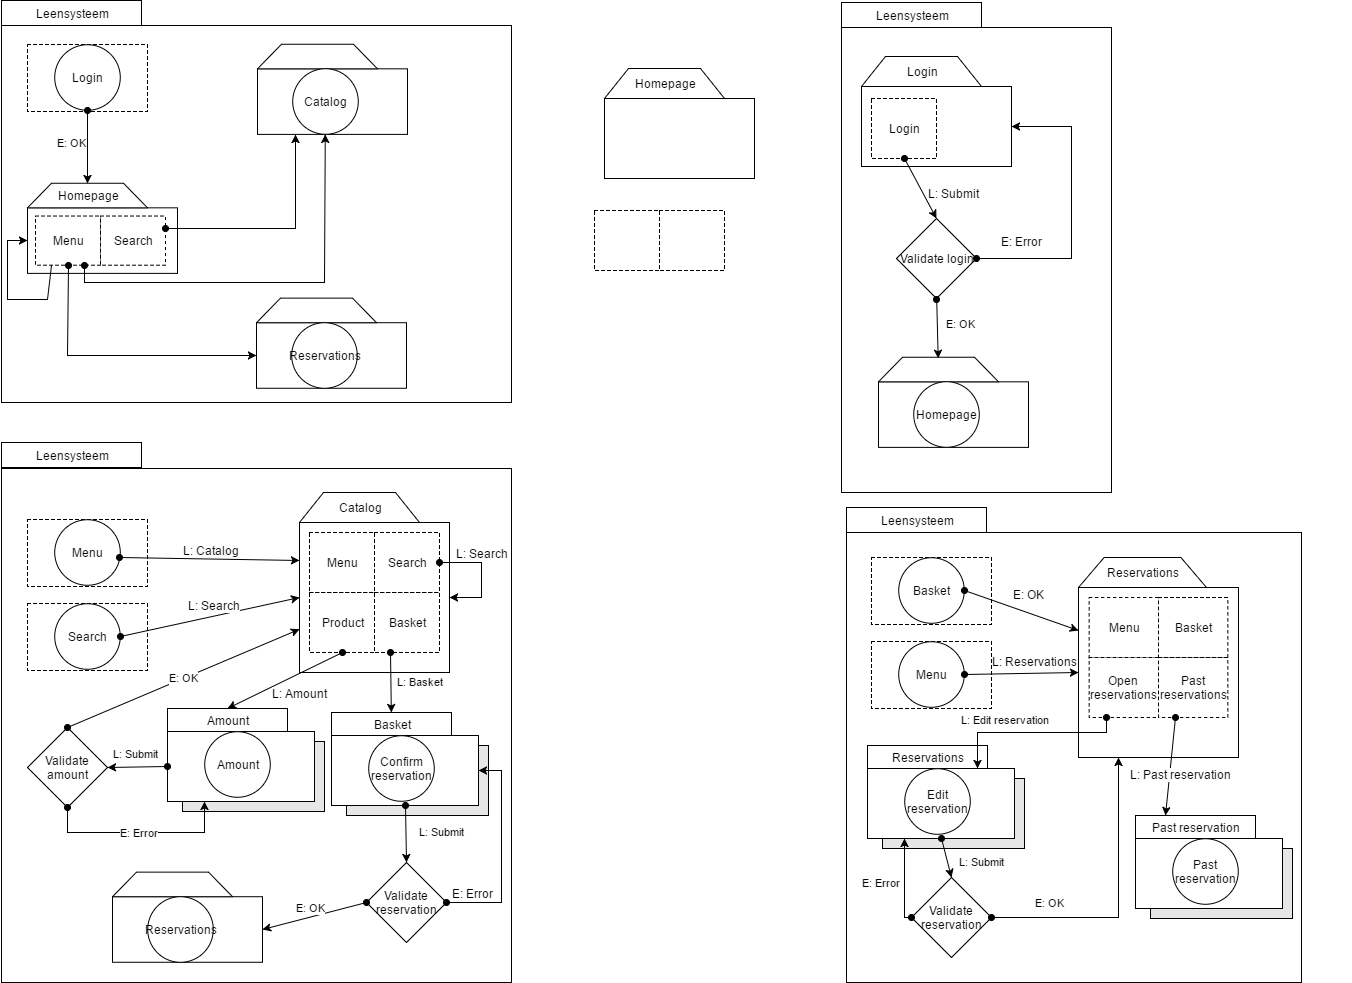 Leensysteem
Login
Catalog
E: OK
Homepage
Menu
Search
Reservations
Homepage
Leensysteem
Login
Login
L: Submit
E: Error
Validate login
E: OK
Homepage
Leensysteem
Catalog
Menu
L: Catalog
Menu
Search
L: Search
Search
L: Search
Product
Basket
E: OK
L: Amount
L: Basket
Amount
Basket
Validate
amount
L: Submit
Amount
Confirm
reservation
E: Error
L: Submit
Validate
reservation
E: Error
E: OK
Reservations
Leensysteem
Basket
E: OK
Reservations
Menu
Basket
Menu
L: Reservations
Open
reservations
Past
reservations
L: Edit reservation
Reservations
L: Past reservation
Edit
reservation
Past reservation
L: Submit
E: Error
Past
reservation
Validate
reservation
E: OK